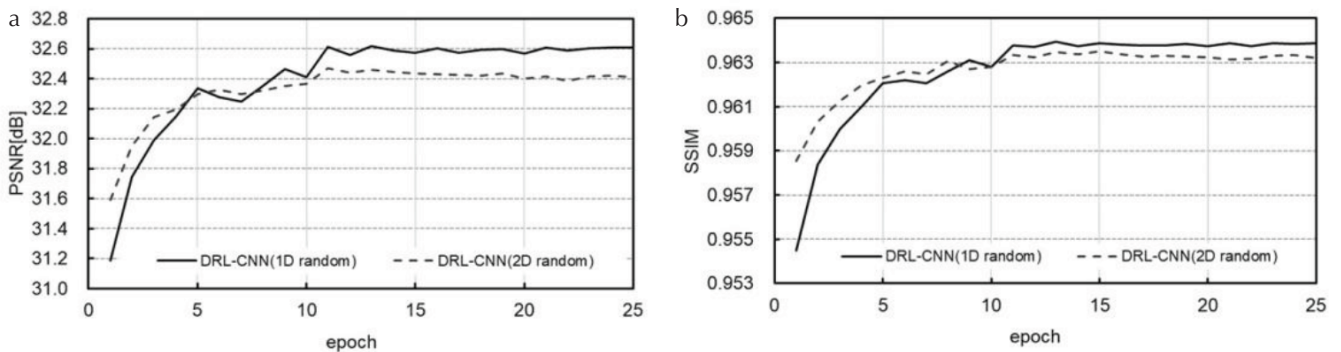 a
PSNR[dB]
32.8
32.6
32.4
32.2
32.0
31.8
31.6
31.4
31.2
31.0
DRL-CNN(1D random)
DRL-CNN(2D random)
0 5 10 15 20 25
epoch
b
SSIM
0.965
0.963
0.961
0.959
0.957
0.955
0.953
DRL-CNN(1D random)
DRL-CNN(2D random)
0 5 10 15 20 25
epoch